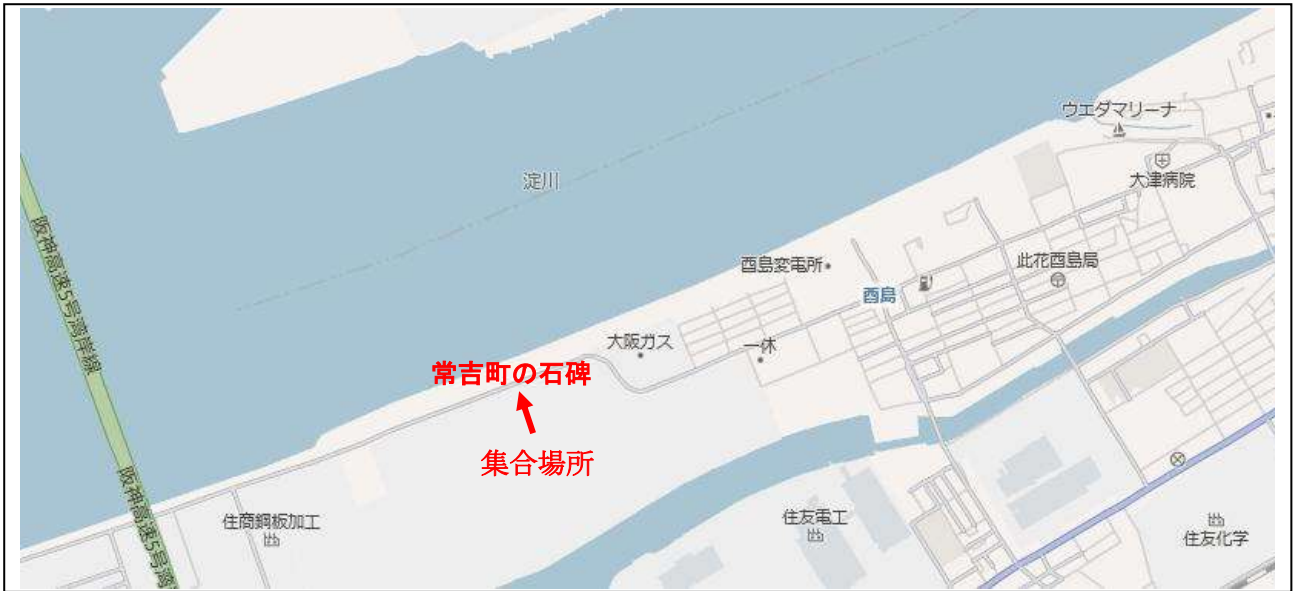 ウエダマリーナ
大津病院
淀川
阪神高速5号湾岸線
酉島変電所
此花酉島局
酉島
大阪ガス
一休
常吉町の石碑
集合場所
阪神高速5号湾
住商鋼板加工
住友電工
住友化学